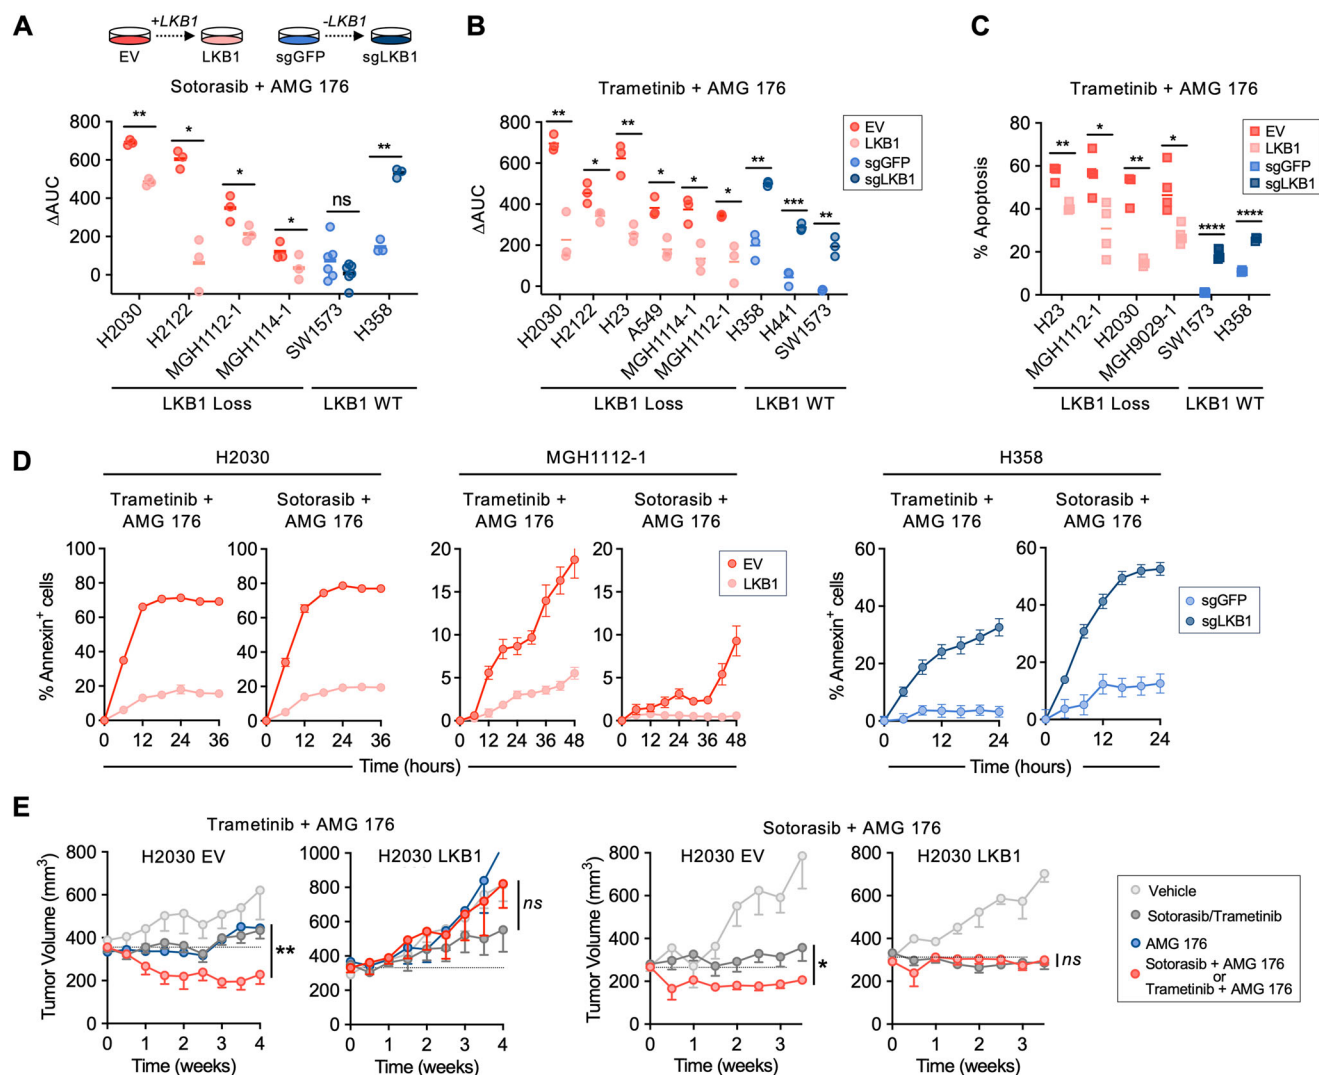 A
+LKB1
-LKB1
EV
LKB1
sgGFP
sgLKB1
Sotorasib + AMG 176
ΔAUC
800
600
400
200
0
**
*
*
*
ns
**
H2030
H2122
MGH1112-1
MGH1114-1
SW1573
H358
LKB1 Loss
LKB1 WT
B
Trametinib + AMG 176
ΔAUC
800
600
400
200
0
**
*
**
*
*
*
**
***
**
EV
LKB1
sgGFP
sgLKB1
H2030
H2122
H23
A549
MGH1114-1
MGH1112-1
H358
H441
SW1573
LKB1 Loss
LKB1 WT
C
Trametinib + AMG 176
% Apoptosis
80
60
40
20
0
**
*
**
*
****
****
EV
LKB1
sgGFP
sgLKB1
H23
MGH1112-1
H2030
MGH9029-1
SW1573
H358
LKB1 Loss
LKB1 WT
D
H2030
Trametinib +
AMG 176
Sotorasib +
AMG 176
% Annexin+ cells
100
80
60
40
20
0
0 12 24 36
100
80
60
40
20
0
0 12 24 36
MGH1112-1
Trametinib +
AMG 176
Sotorasib +
AMG 176
20
15
10
5
0
0 12 24 36 48
20
15
10
5
0
0 12 24 36 48
EV
LKB1
Time (hours)
H358
Trametinib +
AMG 176
Sotorasib +
AMG 176
% Annexin+ cells
60
40
20
0
0 12 24
60
40
20
0
0 12 24
sgGFP
sgLKB1
Time (hours)
E
Trametinib + AMG 176
H2030 EV
Tumor Volume (mm3)
800
600
400
200
0
0 1 2 3 4
Time (weeks)
**
H2030 LKB1
1000
800
600
400
200
0
0 1 2 3 4
Time (weeks)
ns
Sotorasib + AMG 176
H2030 EV
Tumor Volume (mm3)
800
600
400
200
0
0 1 2 3
Time (weeks)
*
H2030 LKB1
800
600
400
200
0
0 1 2 3
Time (weeks)
ns
Vehicle
Sotorasib/Trametinib
AMG 176
Sotorasib + AMG 176
or
Trametinib + AMG 176